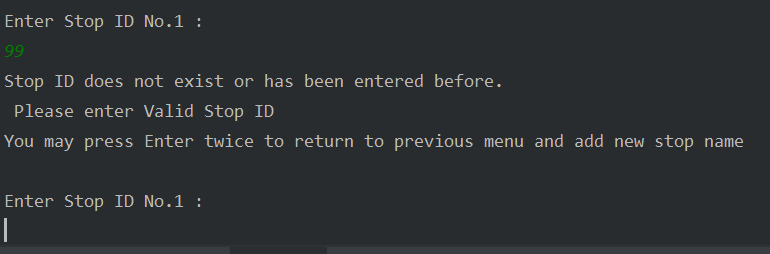 Enter Stop ID No.1 :
99
Stop ID does not exist or has been entered before.
Please enter Valid Stop ID
You may press Enter twice to return to previous menu and add new stop name
Enter Stop ID No.1 :